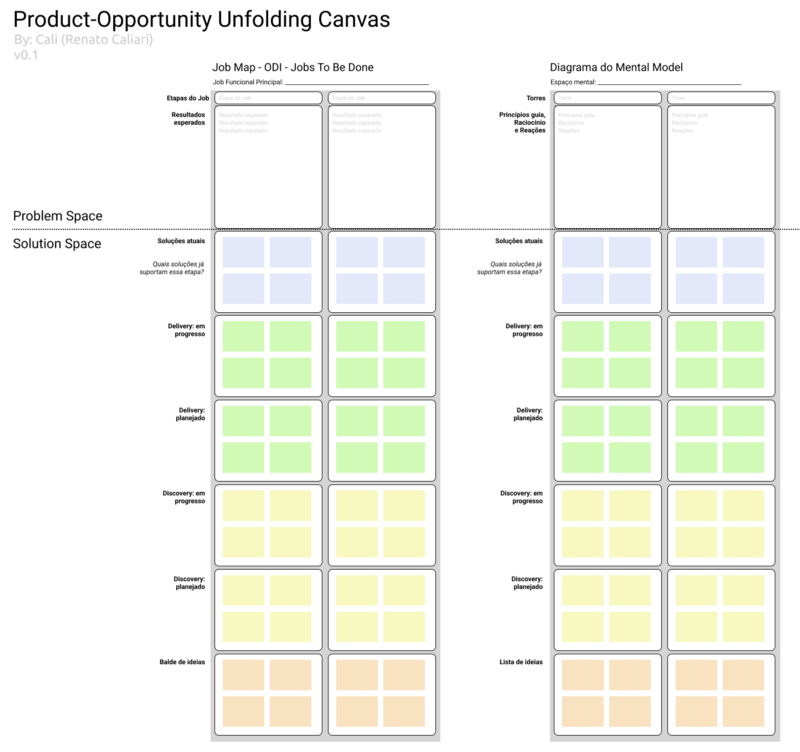 Product-Opportunity Unfolding Canvas
By: Cali (Renato Caliari)
v0.1
Job Map - ODI - Jobs To Be Done
Job Funcional Principal:
Etapas do Job
Etapa do Job
Etapa do Job
Resultados
esperados
Resultado esperado
Resultado esperado
Resultado esperado
Resultado esperado
Resultado esperado
Resultado esperado
Diagrama do Mental Model
Espaço mental:
Torres
Torre
Torre
Princípios guia,
Raciocínio
e Reações
Princípios guia
Raciocínio
Reações
Princípios guia
Raciocínio
Reações
Problem Space
Solution Space
Soluções atuais
Quais soluções já
suportam essa etapa?
Delivery: em
progresso
Delivery:
planejado
Discovery: em
progresso
Discovery:
planejado
Balde de ideias
Soluções atuais
Quais soluções já
suportam essa etapa?
Delivery: em
progresso
Delivery:
planejado
Discovery: em
progresso
Discovery:
planejado
Lista de ideias